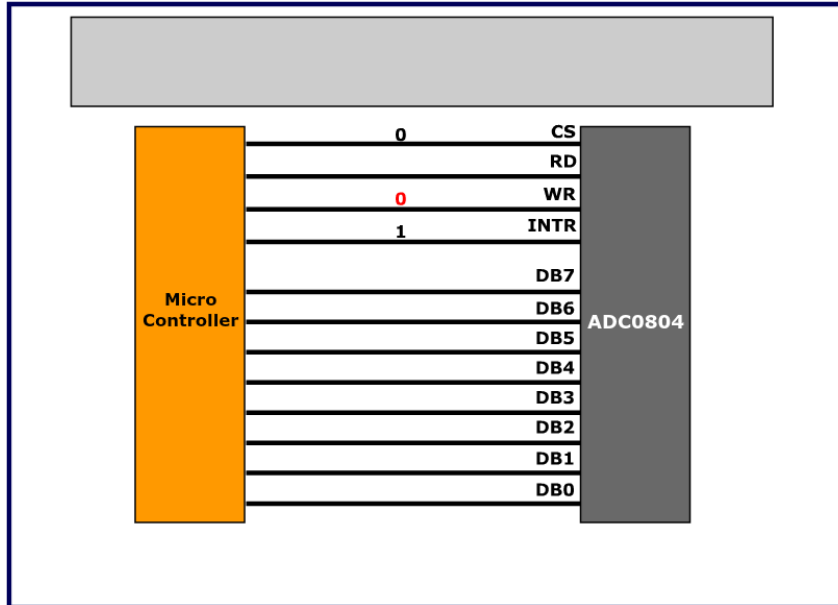 0 CS
RD
0 WR
1 INTR
DB7
Micro
Controller
DB6
ADC0804
DB5
DB4
DB3
DB2
DB1
DB0